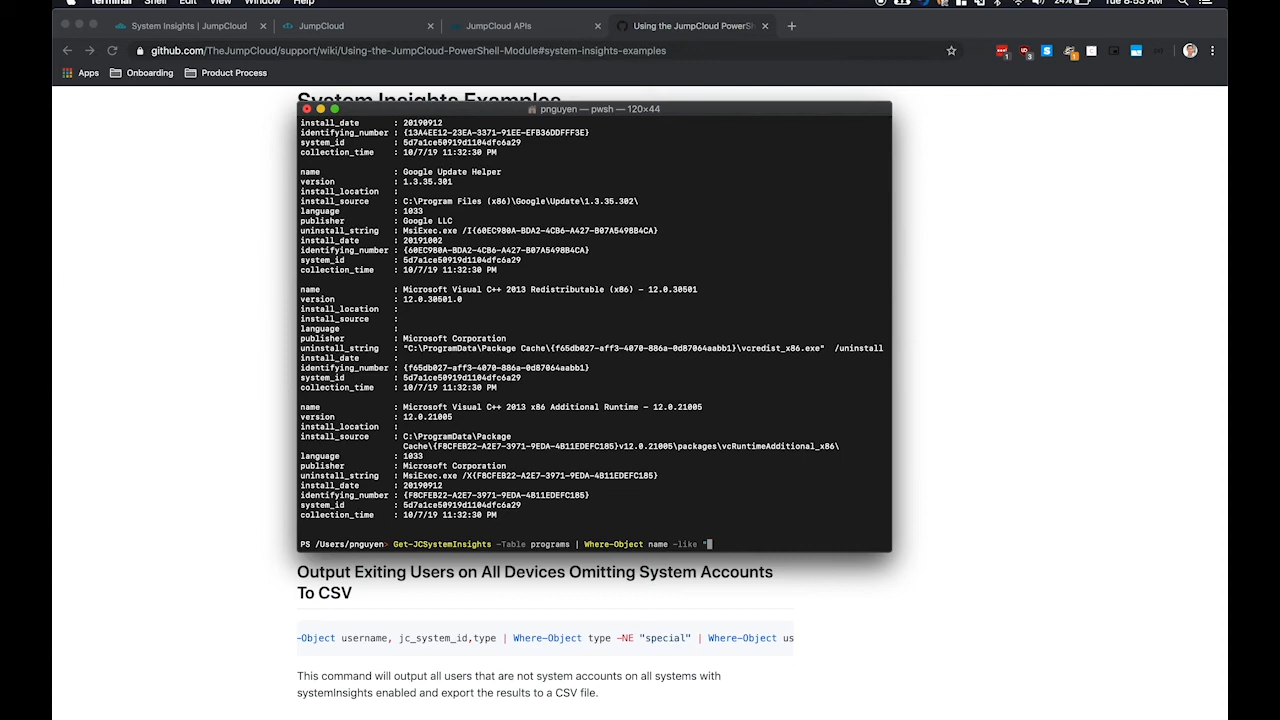 Terminal Shell Edit View Window Help 24% Tue 8:53 AM
System Insights | JumpCloud JumpCloud JumpCloud APIs Using the JumpCloud PowerSh
github.com/TheJumpCloud/support/wiki/Using-the-JumpCloud-PowerShell-Module#system-insights-examples
Apps Onboarding Product Process
System Insights Examples
pnguyen — pwsh — 120×44
install_date : 20190912
identifying_number : {13A4EE12-23EA-3371-91EE-EFB36DDFFF3E}
system_id : 5d7a1ce50919d1104dfc6a29
collection_time : 10/7/19 11:32:30 PM
name : Google Update Helper
version : 1.3.35.301
install_location :
install_source : C:\Program Files (x86)\Google\Update\1.3.35.302\
language : 1033
publisher : Google LLC
uninstall_string : MsiExec.exe /I{60EC980A-BDA2-4CB6-A427-B07A5498B4CA}
install_date : 20191002
identifying_number : {60EC980A-BDA2-4CB6-A427-B07A5498B4CA}
system_id : 5d7a1ce50919d1104dfc6a29
collection_time : 10/7/19 11:32:30 PM
name : Microsoft Visual C++ 2013 Redistributable (x86) - 12.0.30501
version : 12.0.30501.0
install_location :
install_source :
language :
publisher : Microsoft Corporation
uninstall_string : "C:\ProgramData\Package Cache\{f65db027-aff3-4070-886a-0d87064aabb1}\vcredist_x86.exe" /uninstall
install_date :
identifying_number : {f65db027-aff3-4070-886a-0d87064aabb1}
system_id : 5d7a1ce50919d1104dfc6a29
collection_time : 10/7/19 11:32:30 PM
name : Microsoft Visual C++ 2013 x86 Additional Runtime - 12.0.21005
version : 12.0.21005
install_location :
install_source : C:\ProgramData\Package
Cache\{F8CFEB22-A2E7-3971-9EDA-4B11EDEFC185}v12.0.21005\packages\vcRuntimeAdditional_x86\
language : 1033
publisher : Microsoft Corporation
uninstall_string : MsiExec.exe /X{F8CFEB22-A2E7-3971-9EDA-4B11EDEFC185}
install_date : 20190912
identifying_number : {F8CFEB22-A2E7-3971-9EDA-4B11EDEFC185}
system_id : 5d7a1ce50919d1104dfc6a29
collection_time : 10/7/19 11:32:30 PM
PS /Users/pnguyen> Get-JCSystemInsights -Table programs | Where-Object name -like "
Output Exiting Users on All Devices Omitting System Accounts
To CSV
-Object username, jc_system_id,type | Where-Object type -NE "special" | Where-Object us
This command will output all users that are not system accounts on all systems with
systemInsights enabled and export the results to a CSV file.